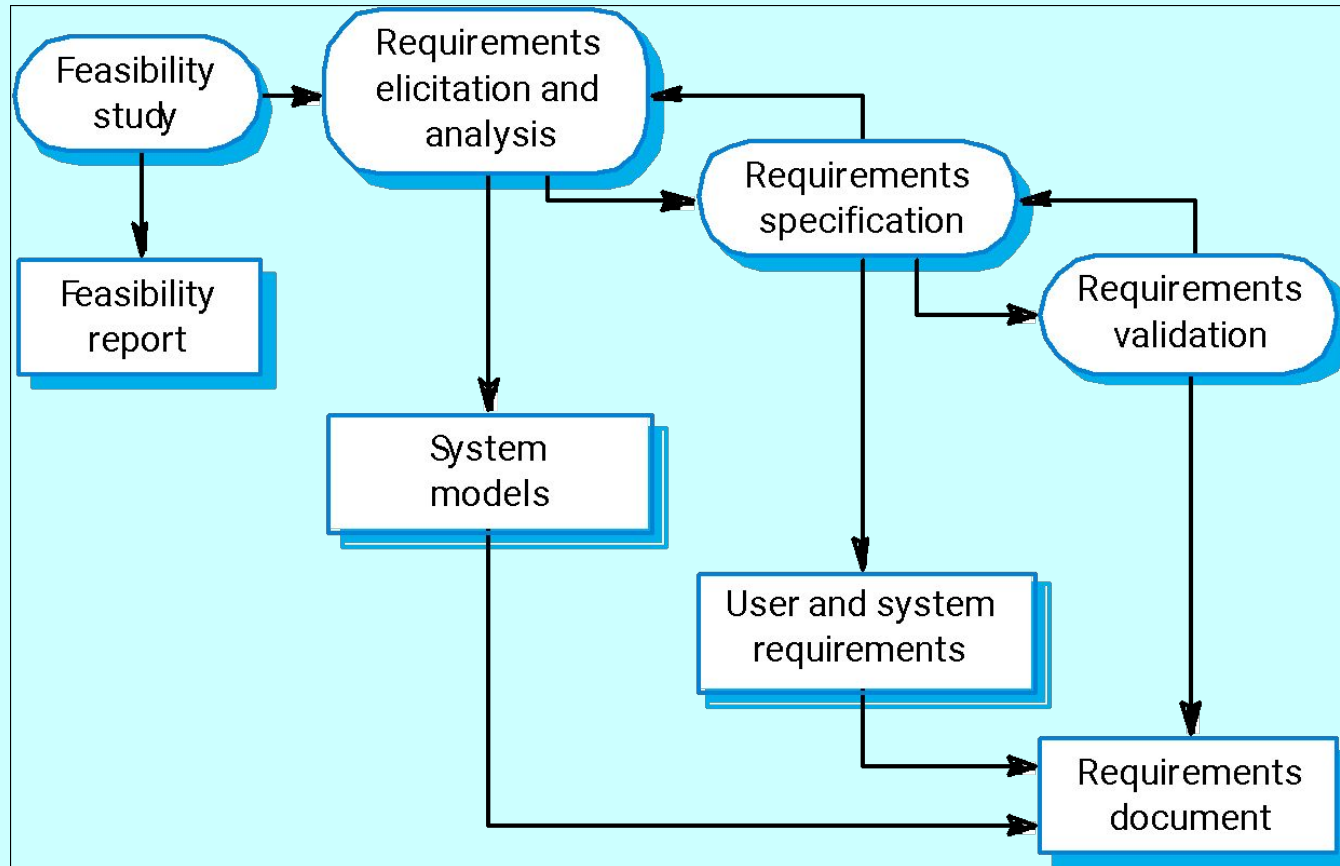 Feasibility
study
Requirements
elicitation and
analysis
Requirements
specification
Requirements
validation
Feasibility
report
System
models
User and system
requirements
Requirements
document